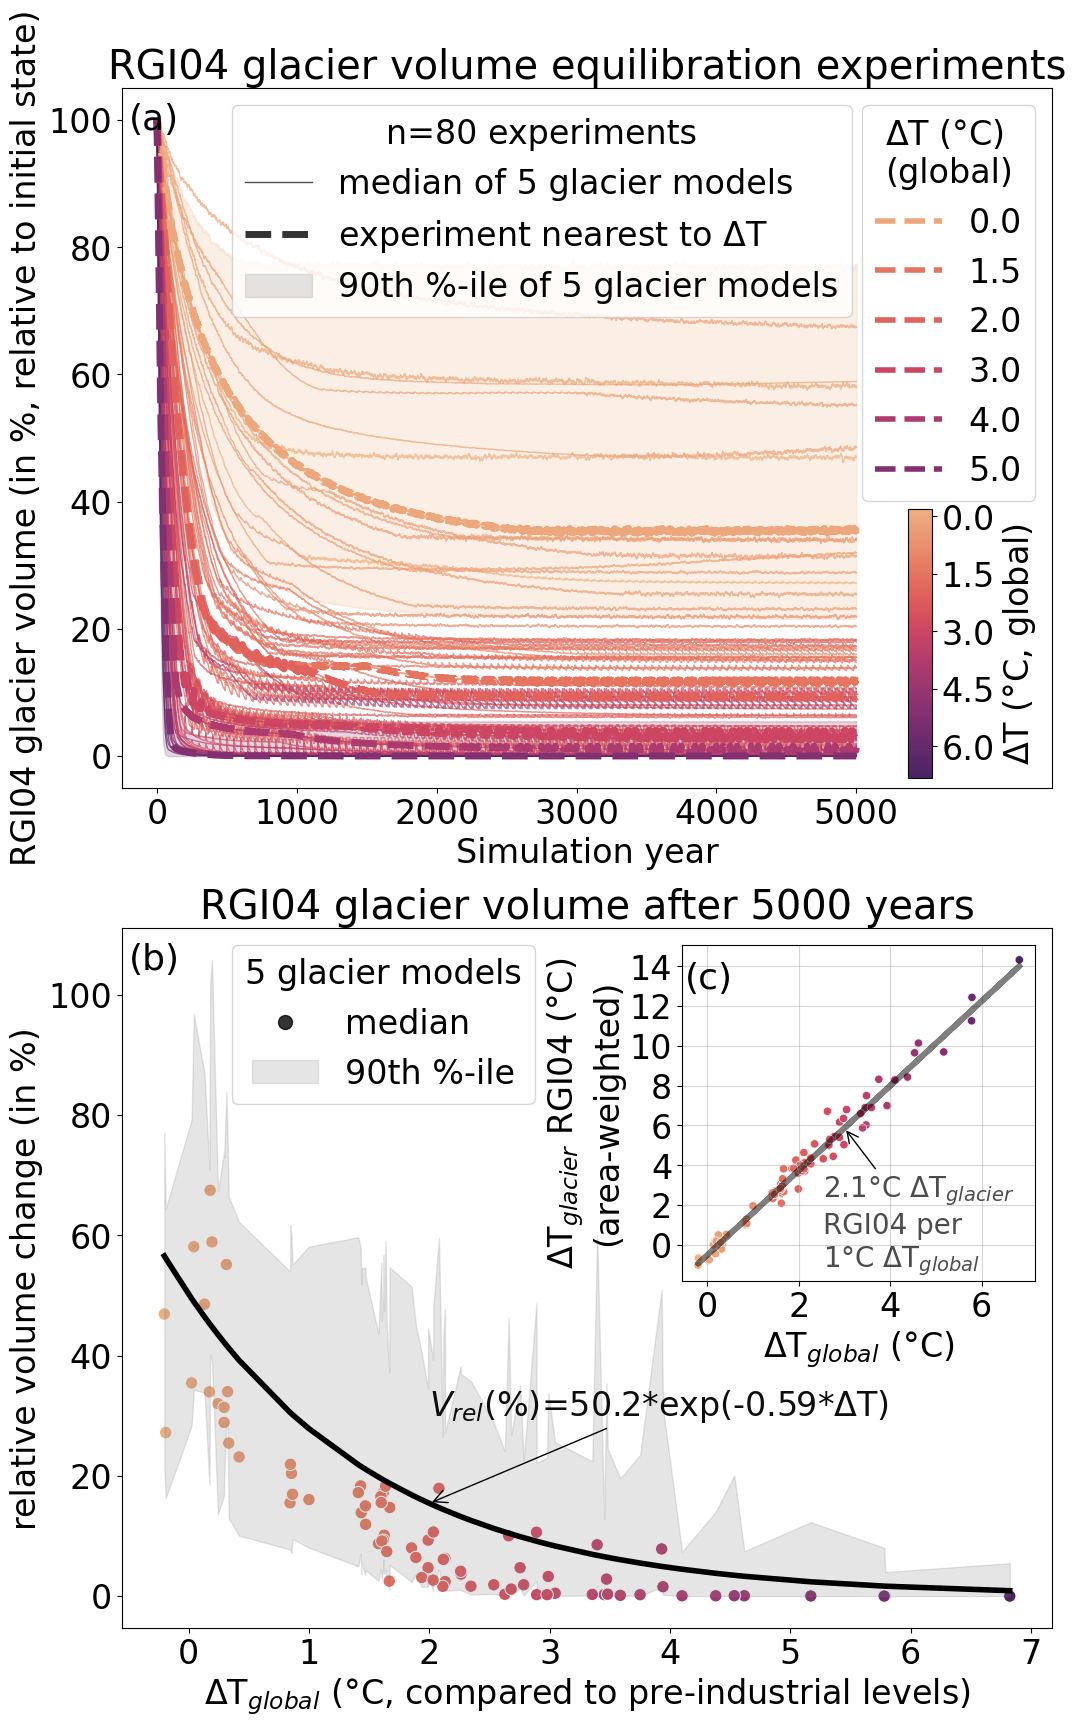 RGI04 glacier volume equilibration experiments
(a)
RGI04 glacier volume (in %, relative to initial state)
100
80
60
40
20
0
n=80 experiments
median of 5 glacier models
experiment nearest to ΔT
90th %-ile of 5 glacier models
ΔT (°C)
(global)
0.0
1.5
2.0
3.0
4.0
5.0
0.0
1.5
3.0
4.5
6.0
ΔT (°C, global)
0 1000 2000 3000 4000 5000
Simulation year
RGI04 glacier volume after 5000 years
(b)
relative volume change (in %)
100
80
60
40
20
0
5 glacier models
median
90th %-ile
(c)
ΔT_glacier RGI04 (°C)
(area-weighted)
14
12
10
8
6
4
2
0
2.1°C ΔT_glacier
RGI04 per
1°C ΔT_global
0 2 4 6
ΔT_global (°C)
V_rel(%)=50.2*exp(-0.59*ΔT)
0 1 2 3 4 5 6 7
ΔT_global (°C, compared to pre-industrial levels)